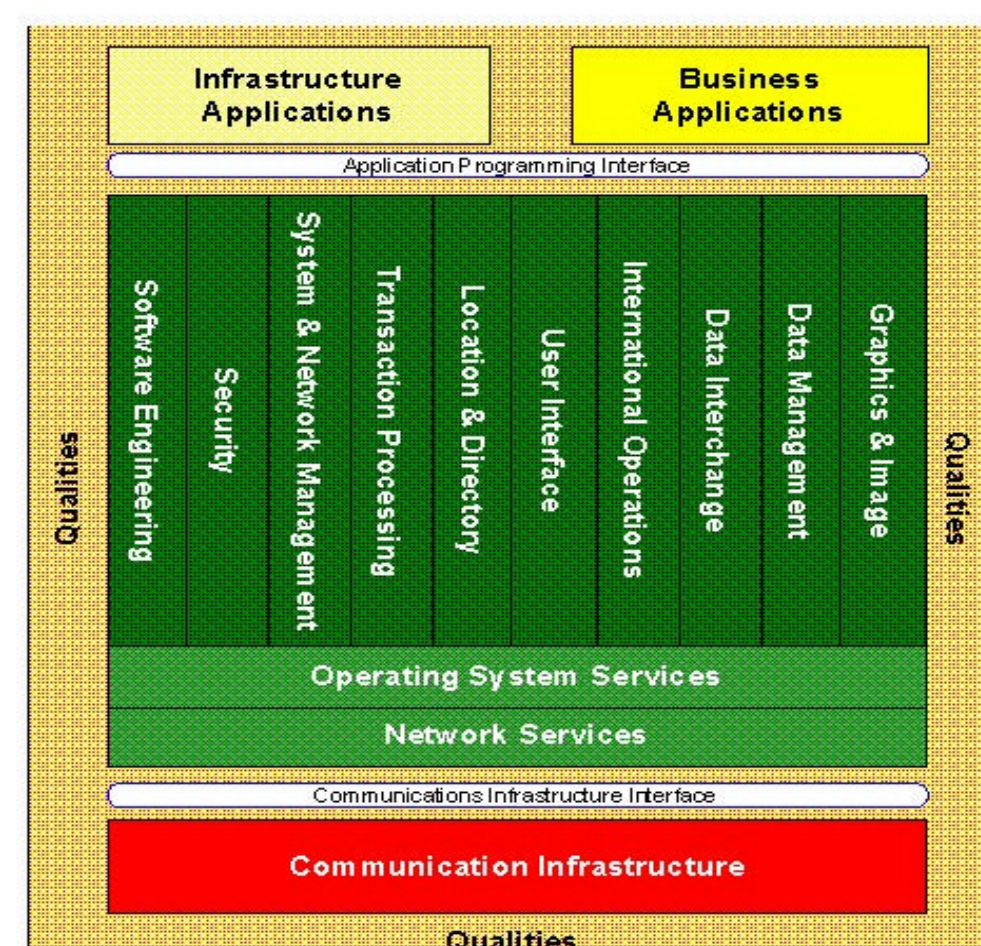 Infrastructure
Applications
Business
Applications
Application Programming Interface
Software Engineering
Security
System & Network Management
Transaction Processing
Location & Directory
User Interface
International Operations
Data Interchange
Data Management
Graphics & Image
Qualities
Qualities
Operating System Services
Network Services
Communications Infrastructure Interface
Communication Infrastructure
Qualities